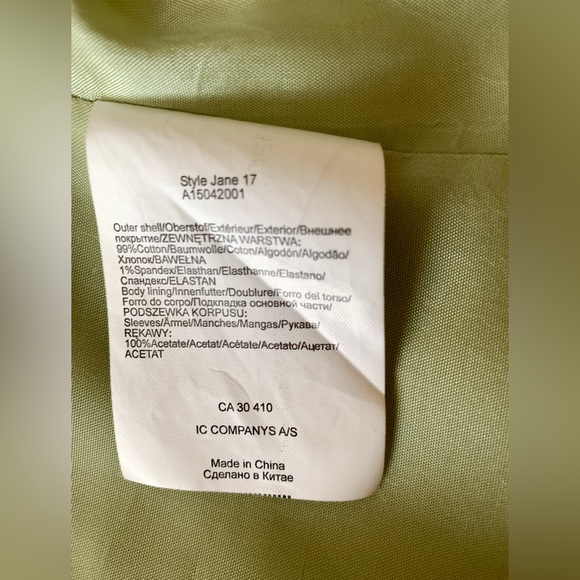 Style Jane 17
A15042001
Outer shell/Oberstof/Extérieur/Exterior/Внешнее
покрытие/ZEWNĘTRZNA WARSTWA:
99%Cotton/Baumwolle/Coton/Algodón/Algodão/
Хлопок/BAWEŁNA
1%Spandex/Elasthan/Elasthanne/Elastano/
Спандекс/ELASTAN
Body lining/Innenfutter/Doublure/Forro del torso/
Forro do corpo/Подкладка основной части/
PODSZEWKA KORPUSU:
Sleeves/Ärmel/Manches/Mangas/Рукава/
RĘKAWY:
100%Acetate/Acetat/Acétate/Acetato/Ацетат/
ACETAT
CA 30 410
IC COMPANYS A/S
Made in China
Сделано в Китае